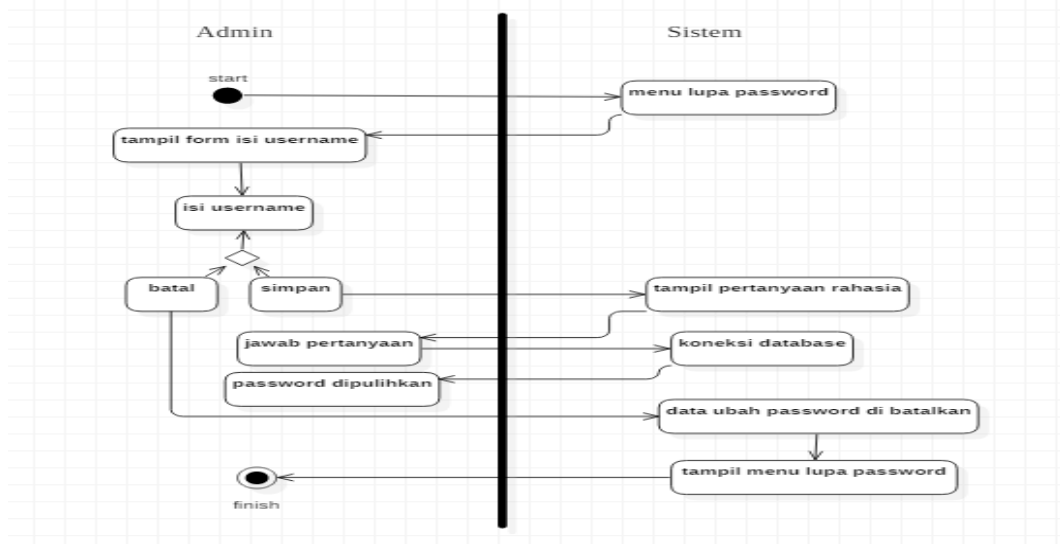 Admin
Sistem
start
menu lupa password
tampil form isi username
isi username
batal
simpan
tampil pertanyaan rahasia
jawab pertanyaan
koneksi database
password dipulihkan
data ubah password di batalkan
tampil menu lupa password
finish